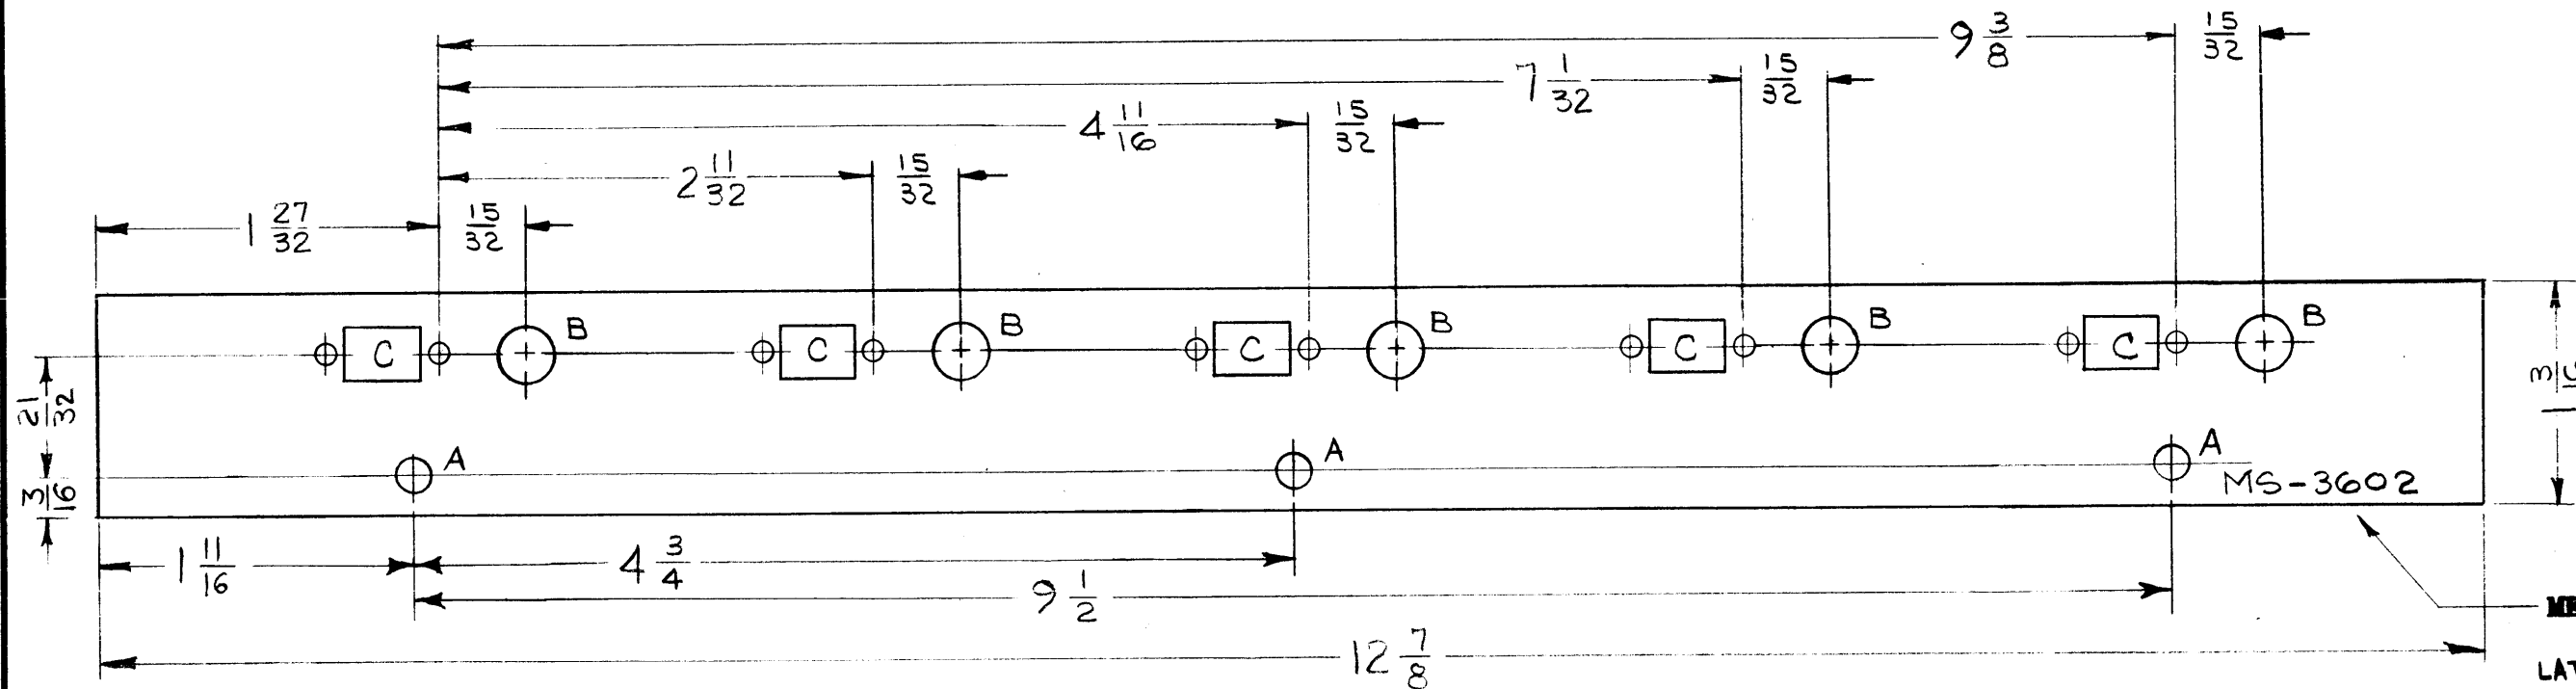 9 3/8 15/32
7 1/32 15/32
4 11/16 15/32
2 11/32 15/32
1 27/32 15/32
B B B B B
C C C C C
21/32
A A A
3/16
MS-3602
1 11/16 4 3/4
9 1/2
12 7/8